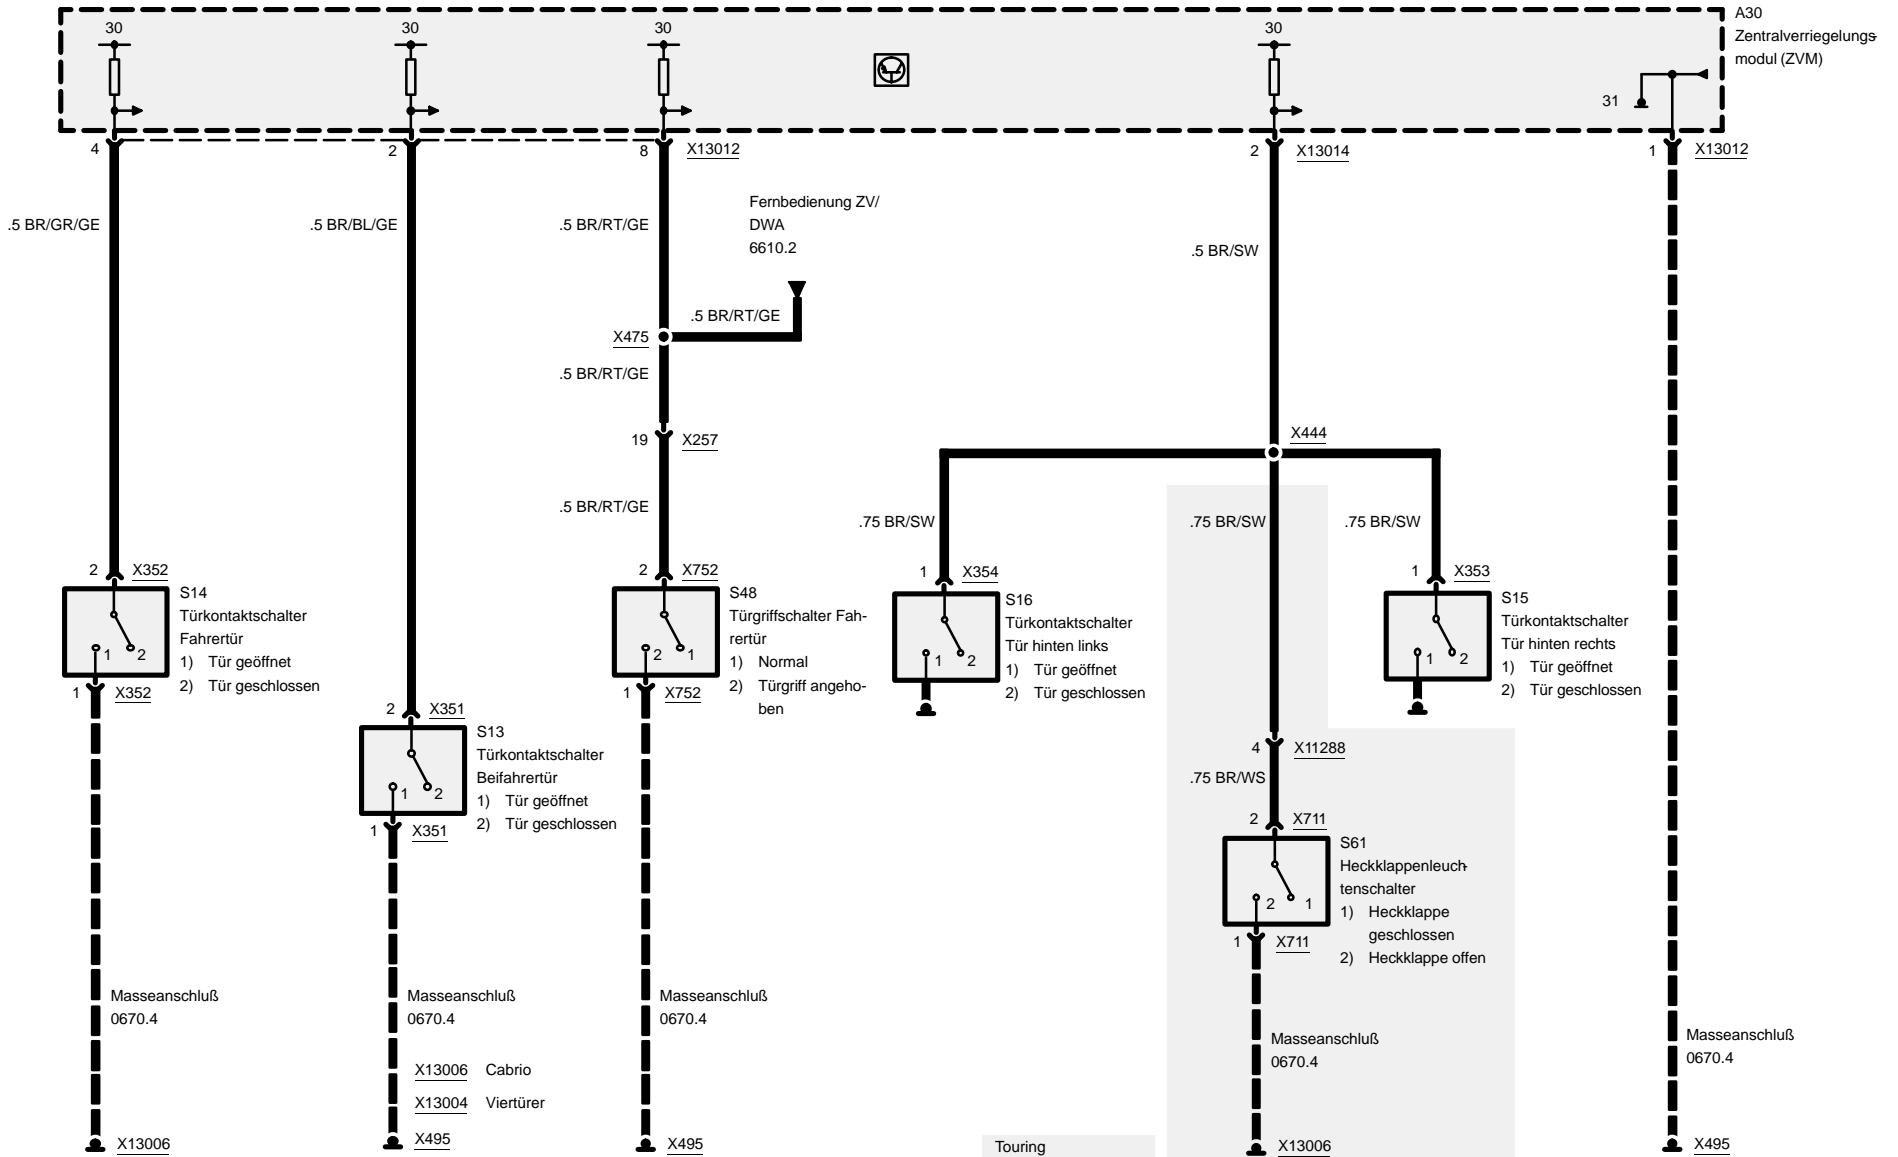 A30
Zentralverriegelungs-
modul (ZVM)
30
30
30
30
31
4
2
8
X13012
2
X13014
1
X13012
.5 BR/GR/GE
.5 BR/BL/GE
.5 BR/RT/GE
Fernbedienung ZV/
DWA
6610.2
.5 BR/SW
.5 BR/RT/GE
X475
.5 BR/RT/GE
19
X257
X444
.5 BR/RT/GE
.75 BR/SW
.75 BR/SW
.75 BR/SW
2
X352
S14
Türkontaktschalter
Fahrertür
1) Tür geöffnet
2) Tür geschlossen
1
2
1
X352
2
X752
S48
Türgriffschalter Fah-
rertür
1) Normal
2) Türgriff angeho-
ben
2
1
1
X752
1
X354
S16
Türkontaktschalter
Tür hinten links
1) Tür geöffnet
2) Tür geschlossen
1
2
1
X353
S15
Türkontaktschalter
Tür hinten rechts
1) Tür geöffnet
2) Tür geschlossen
1
2
2
X351
S13
Türkontaktschalter
Beifahrertür
1) Tür geöffnet
2) Tür geschlossen
1
2
1
X351
4
X11288
.75 BR/WS
2
X711
S61
Heckklappenleuch-
tenschalter
1) Heckklappe
geschlossen
2) Heckklappe offen
2
1
1
X711
Masseanschluß
0670.4
Masseanschluß
0670.4
Masseanschluß
0670.4
Masseanschluß
0670.4
Masseanschluß
0670.4
X13006 Cabrio
X13004 Viertürer
X13006
X495
X495
Touring
X13006
X495